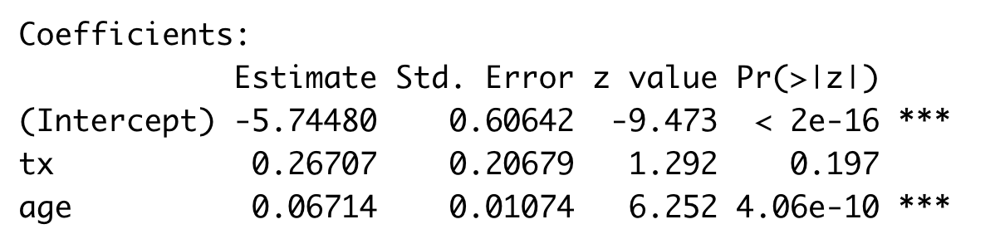 Coefficients:
Estimate Std. Error z value Pr(>|z|)
(Intercept) -5.74480 0.60642 -9.473 < 2e-16 ***
tx 0.26707 0.20679 1.292 0.197
age 0.06714 0.01074 6.252 4.06e-10 ***